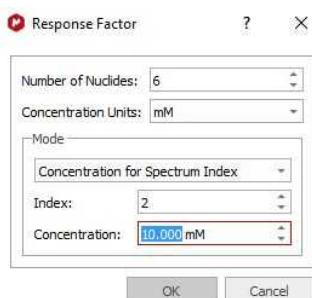 Response Factor ? ×
Number of Nuclides: 6
Concentration Units: mM
Mode
Concentration for Spectrum Index
Index: 2
Concentration: 10.000 mM
OK Cancel